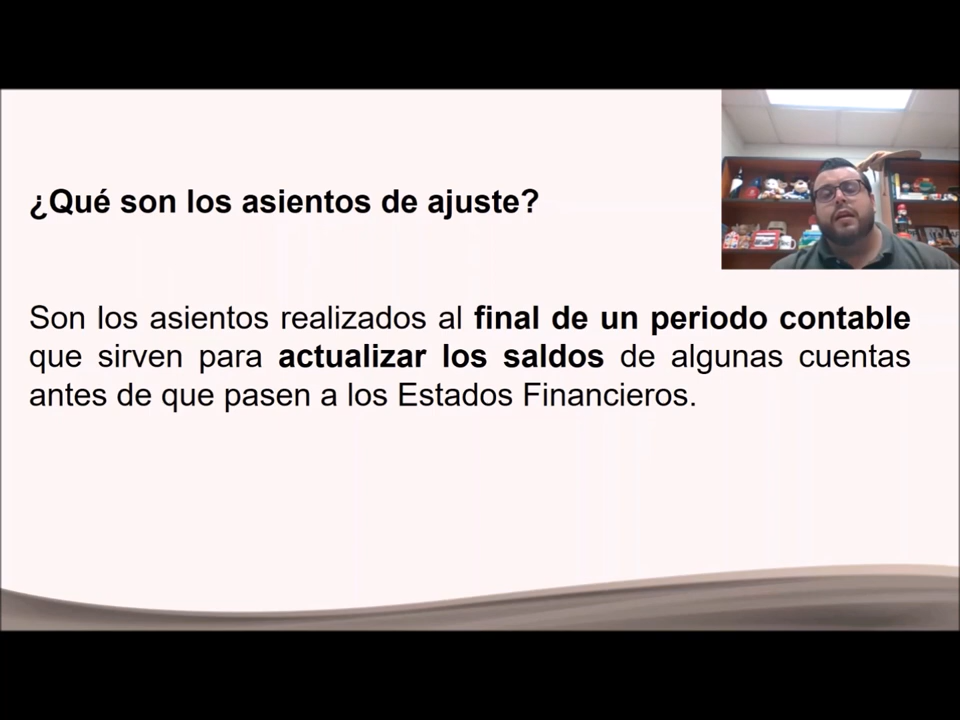 ¿Qué son los asientos de ajuste?
Son los asientos realizados al final de un periodo contable
que sirven para actualizar los saldos de algunas cuentas
antes de que pasen a los Estados Financieros.